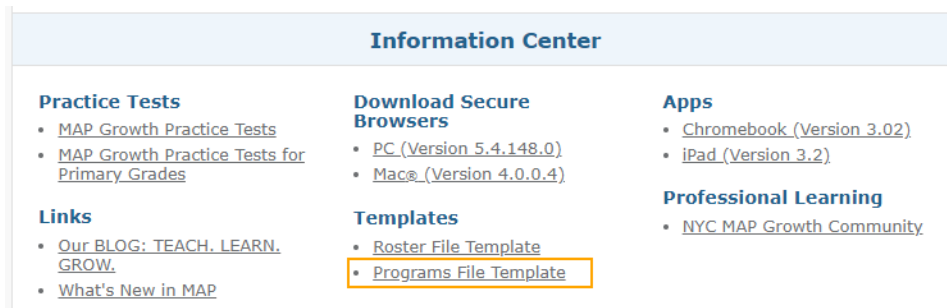 Information Center
Practice Tests
• MAP Growth Practice Tests
• MAP Growth Practice Tests for
Primary Grades
Links
• Our BLOG: TEACH. LEARN.
GROW.
• What's New in MAP
Download Secure
Browsers
• PC (Version 5.4.148.0)
• Mac® (Version 4.0.0.4)
Templates
• Roster File Template
• Programs File Template
Apps
• Chromebook (Version 3.02)
• iPad (Version 3.2)
Professional Learning
• NYC MAP Growth Community